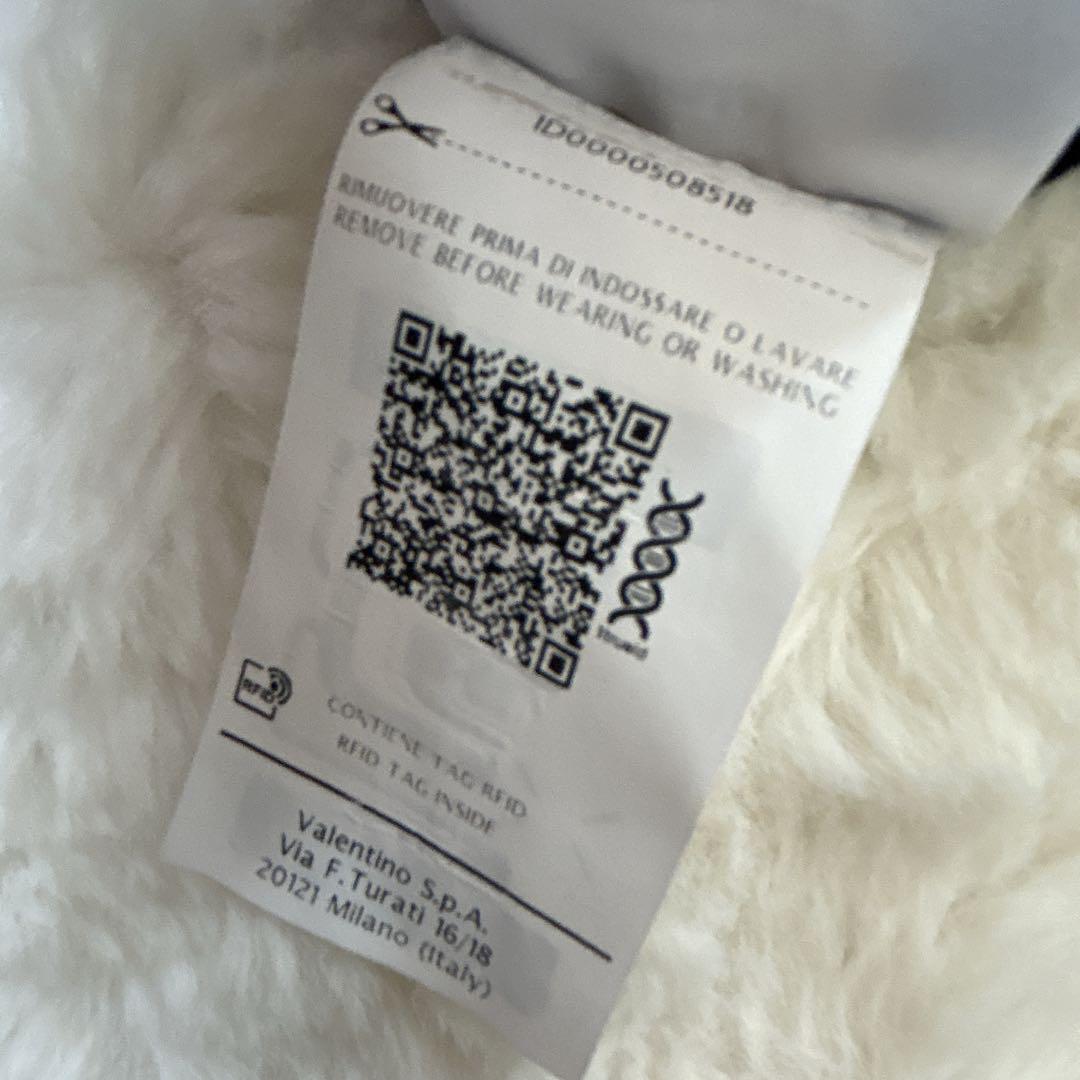 ID0000508518
RIMUOVERE PRIMA DI INDOSSARE O LAVARE
REMOVE BEFORE WEARING OR WASHING
RFID
CONTIENE TAG RFID
RFID TAG INSIDE
Valentino S.p.A.
Via F.Turati 16/18
20121 Milano (Italy)